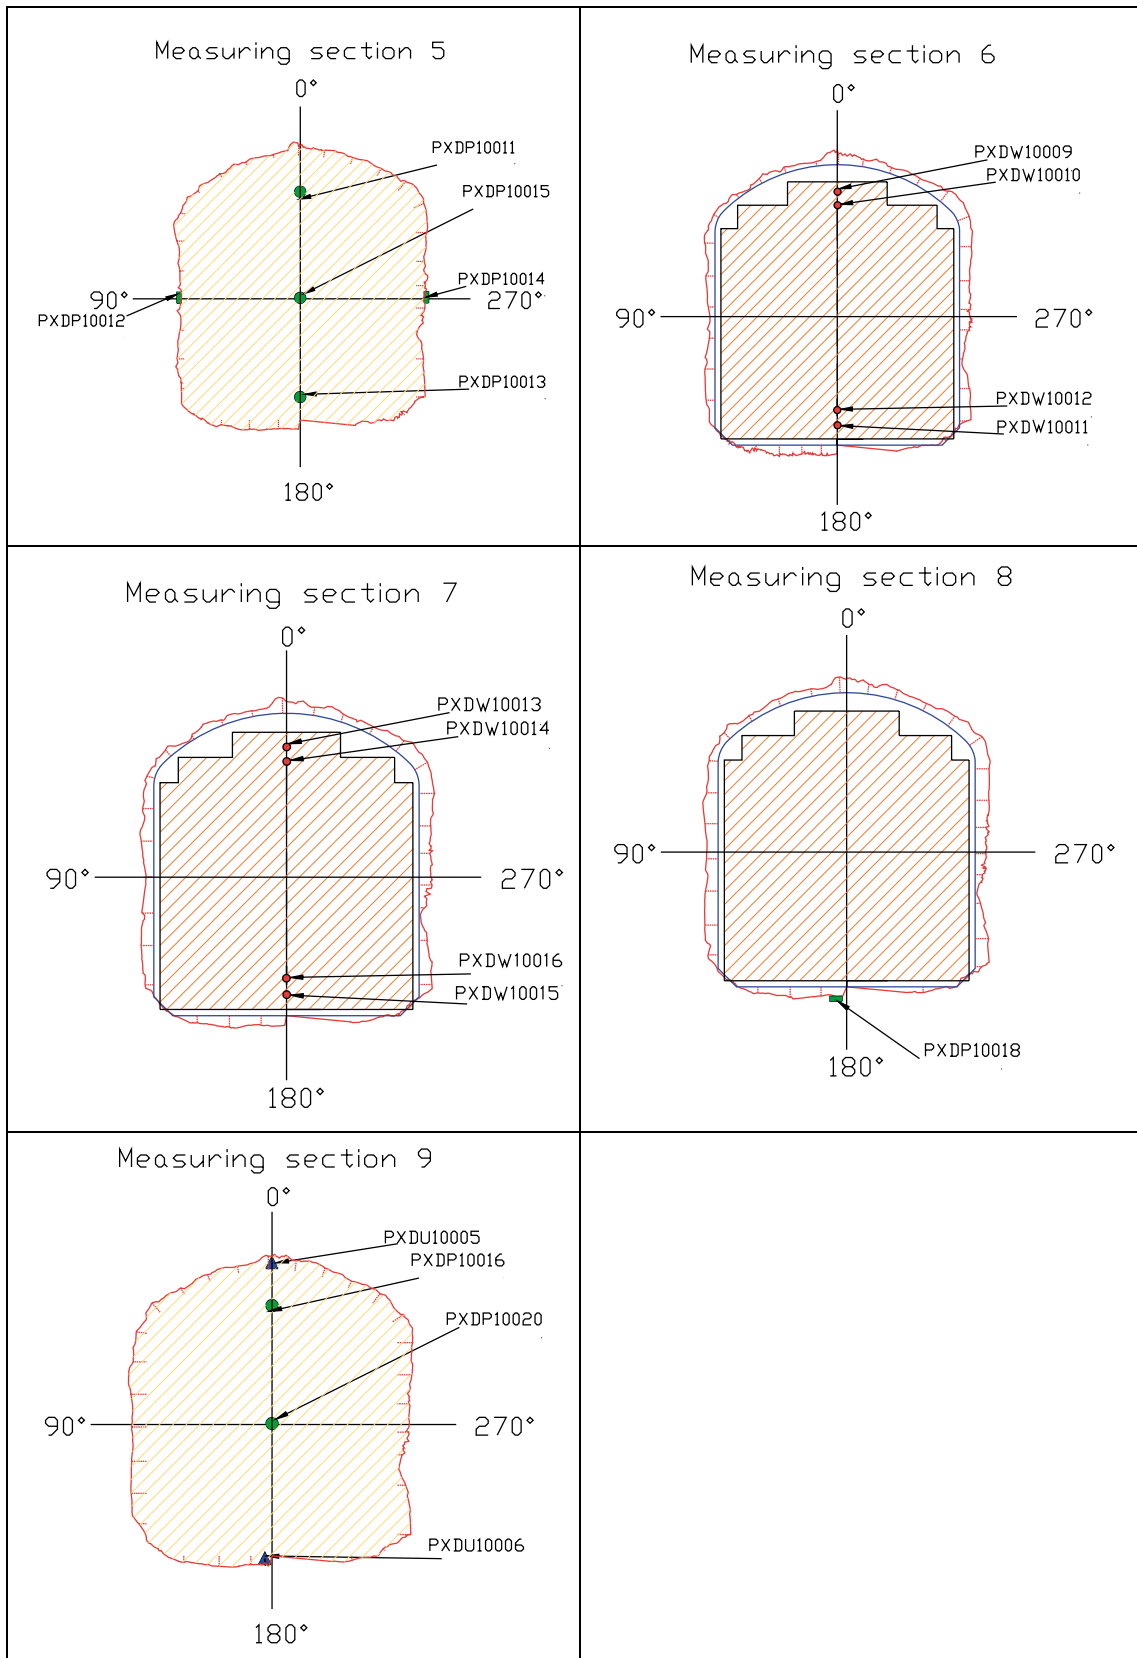 Measuring section 5
0°
PXDP10011
PXDP10015
PXDP10014
90°
270°
PXDP10012
PXDP10013
180°
Measuring section 6
0°
PXDW10009
PXDW10010
90°
270°
PXDW10012
PXDW10011
180°
Measuring section 7
0°
PXDW10013
PXDW10014
90°
270°
PXDW10016
PXDW10015
180°
Measuring section 8
0°
90°
270°
PXDP10018
180°
Measuring section 9
0°
PXDU10005
PXDP10016
PXDP10020
90°
270°
PXDU10006
180°